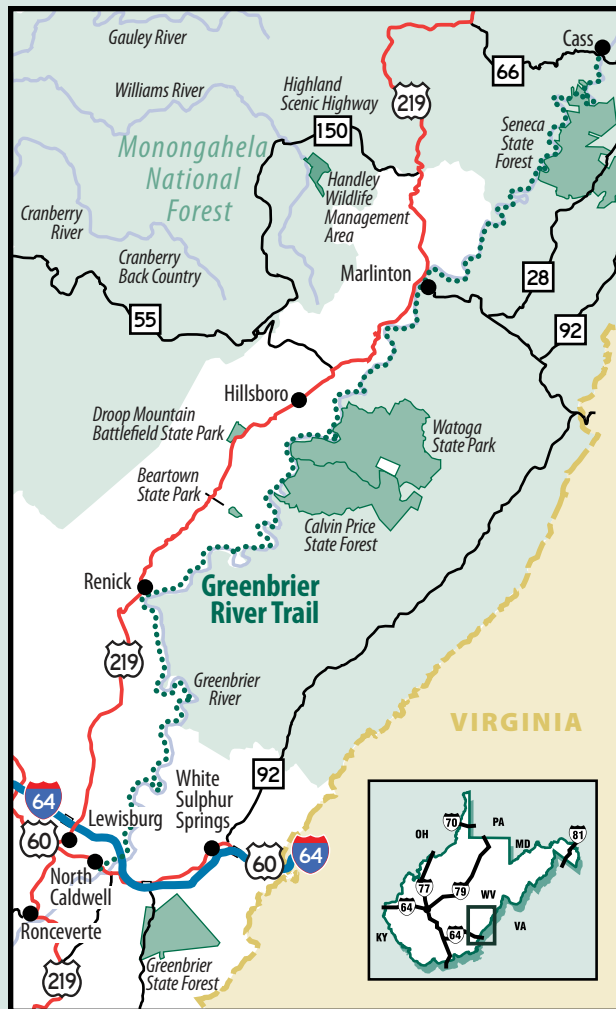 Gauley River
Cass
66
Williams River
Highland
Scenic Highway
219
150
Seneca
State
Forest
Monongahela
National
Forest
Handley
Wildlife
Management
Area
Cranberry
River
Cranberry
Back Country
Marlinton
28
55
92
Hillsboro
Droop Mountain
Battlefield State Park
Watoga
State Park
Beartown
State Park
Calvin Price
State Forest
Renick
Greenbrier
River Trail
219
Greenbrier
River
VIRGINIA
92
White
Sulphur
Springs
64
60
Lewisburg
60
64
North
Caldwell
Ronceverte
219
Greenbrier
State Forest
70
PA
OH
MD
81
77
79
WV
64
64
VA
KY